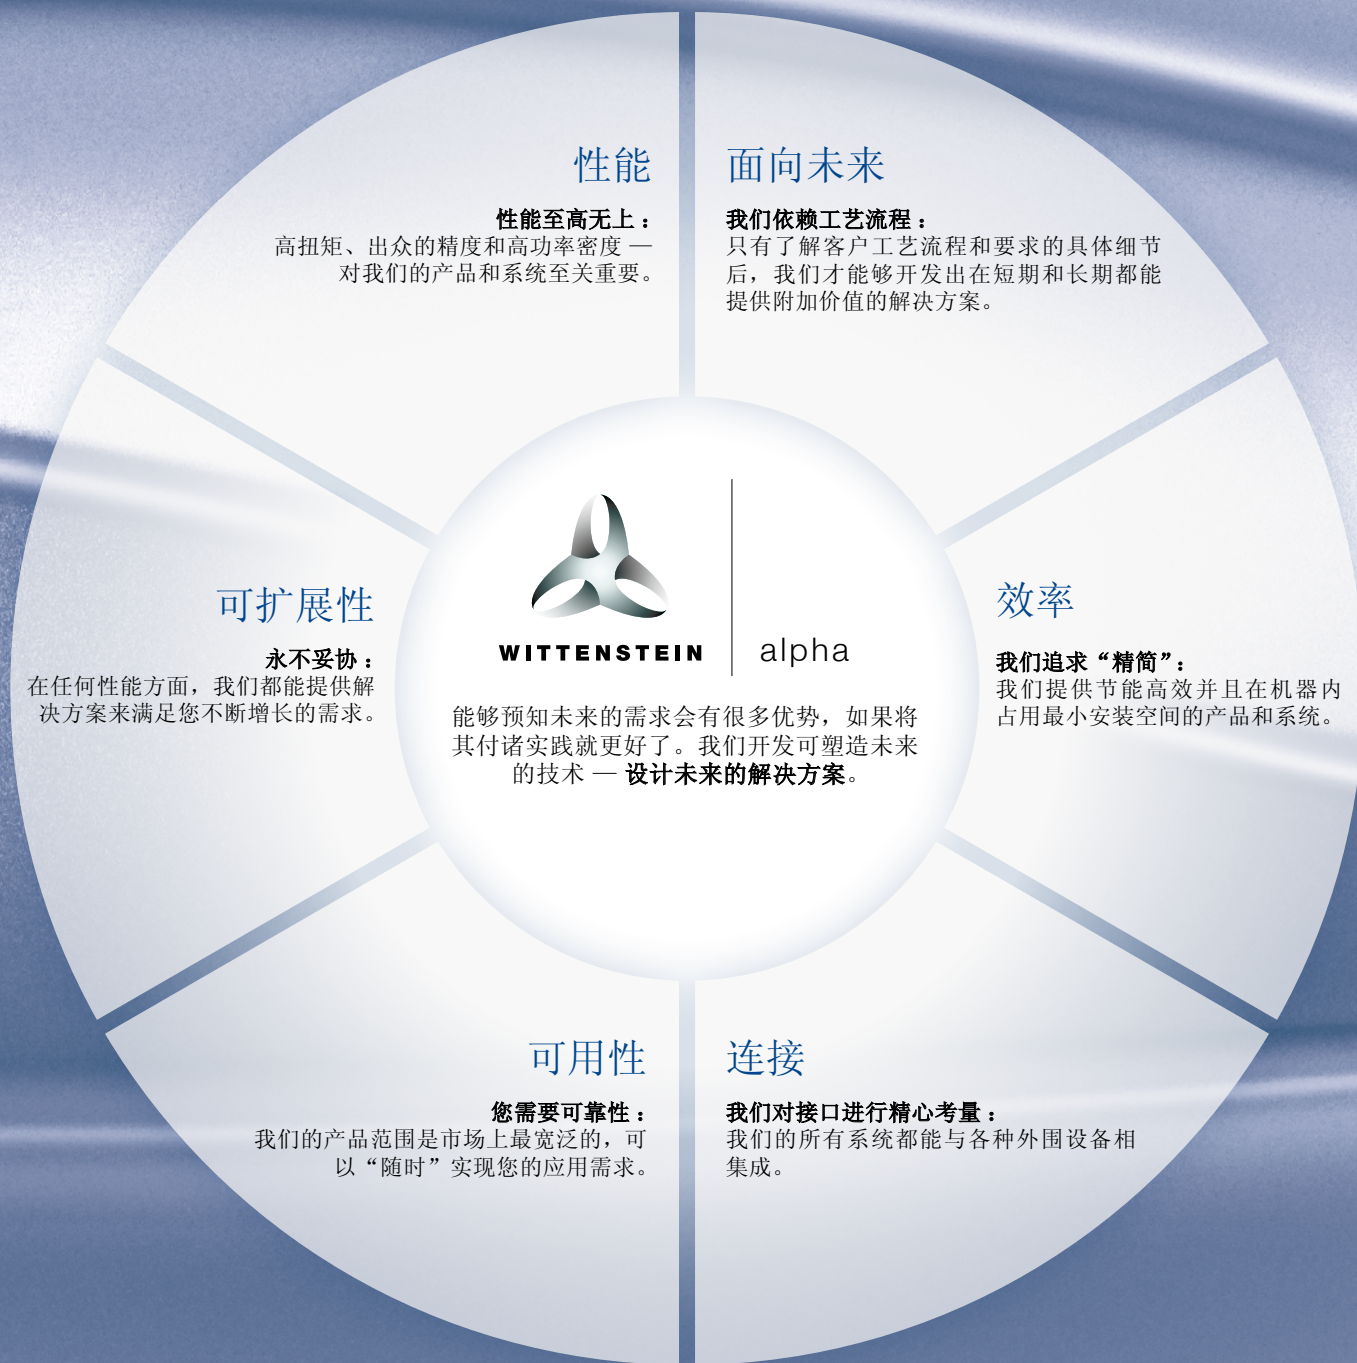 性能
性能至高无上：
高扭矩、出众的精度和高功率密度 —
对我们的产品和系统至关重要。
面向未来
我们依赖工艺流程：
只有了解客户工艺流程和要求的具体细节
后，我们才能够开发出在短期和长期都能
提供附加价值的解决方案。
可扩展性
永不妥协：
在任何性能方面，我们都能提供解
决方案来满足您不断增长的需求。
WITTENSTEIN
alpha
能够预知未来的需求会有很多优势，如果将
其付诸实践就更好了。我们开发可塑造未来
的技术 — 设计未来的解决方案。
效率
我们追求“精简”：
我们提供节能高效并且在机器内
占用最小安装空间的产品和系统。
可用性
您需要可靠性：
我们的产品范围是市场上最宽泛的，可
以“随时”实现您的应用需求。
连接
我们对接口进行精心考量：
我们的所有系统都能与各种外围设备相
集成。